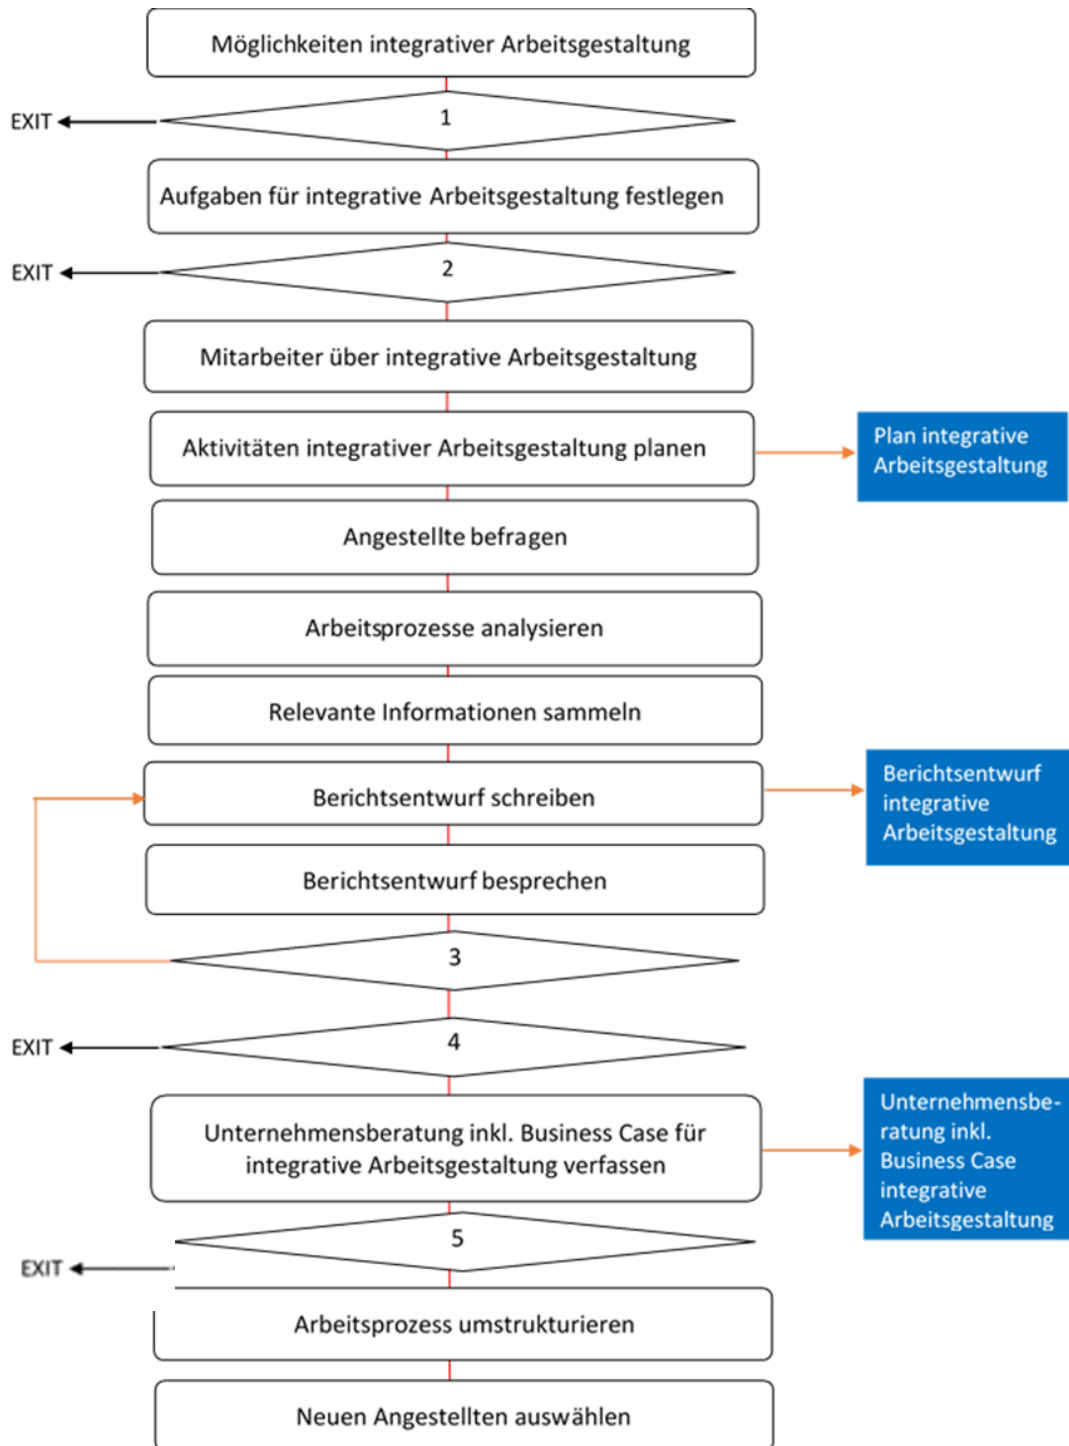 Möglichkeiten integrativer Arbeitsgestaltung
EXIT
1
Aufgaben für integrative Arbeitsgestaltung festlegen
EXIT
2
Mitarbeiter über integrative Arbeitsgestaltung
Aktivitäten integrativer Arbeitsgestaltung planen
Plan integrative
Arbeitsgestaltung
Angestellte befragen
Arbeitsprozesse analysieren
Relevante Informationen sammeln
Berichtsentwurf schreiben
Berichtsentwurf
integrative
Arbeitsgestaltung
Berichtsentwurf besprechen
3
EXIT
4
Unternehmensberatung inkl. Business Case für
integrative Arbeitsgestaltung verfassen
Unternehmensbe-
ratung inkl.
Business Case
integrative
Arbeitsgestaltung
5
EXIT
Arbeitsprozess umstrukturieren
Neuen Angestellten auswählen